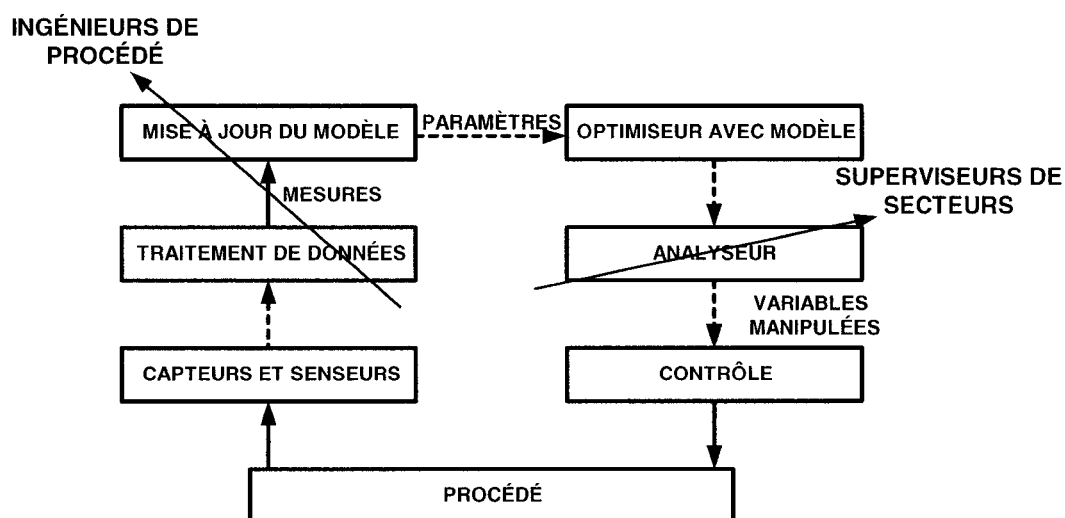 INGÉNIEURS DE
PROCÉDÉ
MISE À JOUR DU MODÈLE
PARAMÈTRES
OPTIMISEUR AVEC MODÈLE
MESURES
SUPERVISEURS DE
SECTEURS
TRAITEMENT DE DONNÉES
ANALYSEUR
VARIABLES
MANIPULÉES
CAPTEURS ET SENSEURS
CONTRÔLE
PROCÉDÉ